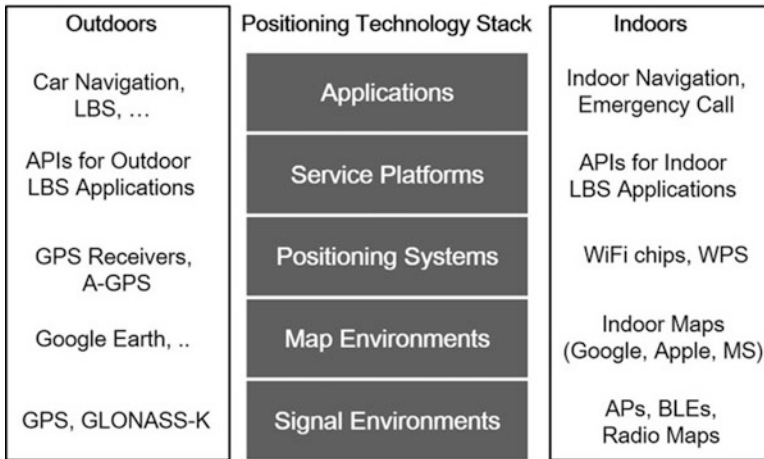 Outdoors
Positioning Technology Stack
Indoors
Car Navigation,
LBS, ...
Applications
Indoor Navigation,
Emergency Call
APIs for Outdoor
LBS Applications
Service Platforms
APIs for Indoor
LBS Applications
GPS Receivers,
A-GPS
Positioning Systems
WiFi chips, WPS
Google Earth, ..
Map Environments
Indoor Maps
(Google, Apple, MS)
GPS, GLONASS-K
Signal Environments
APs, BLEs,
Radio Maps